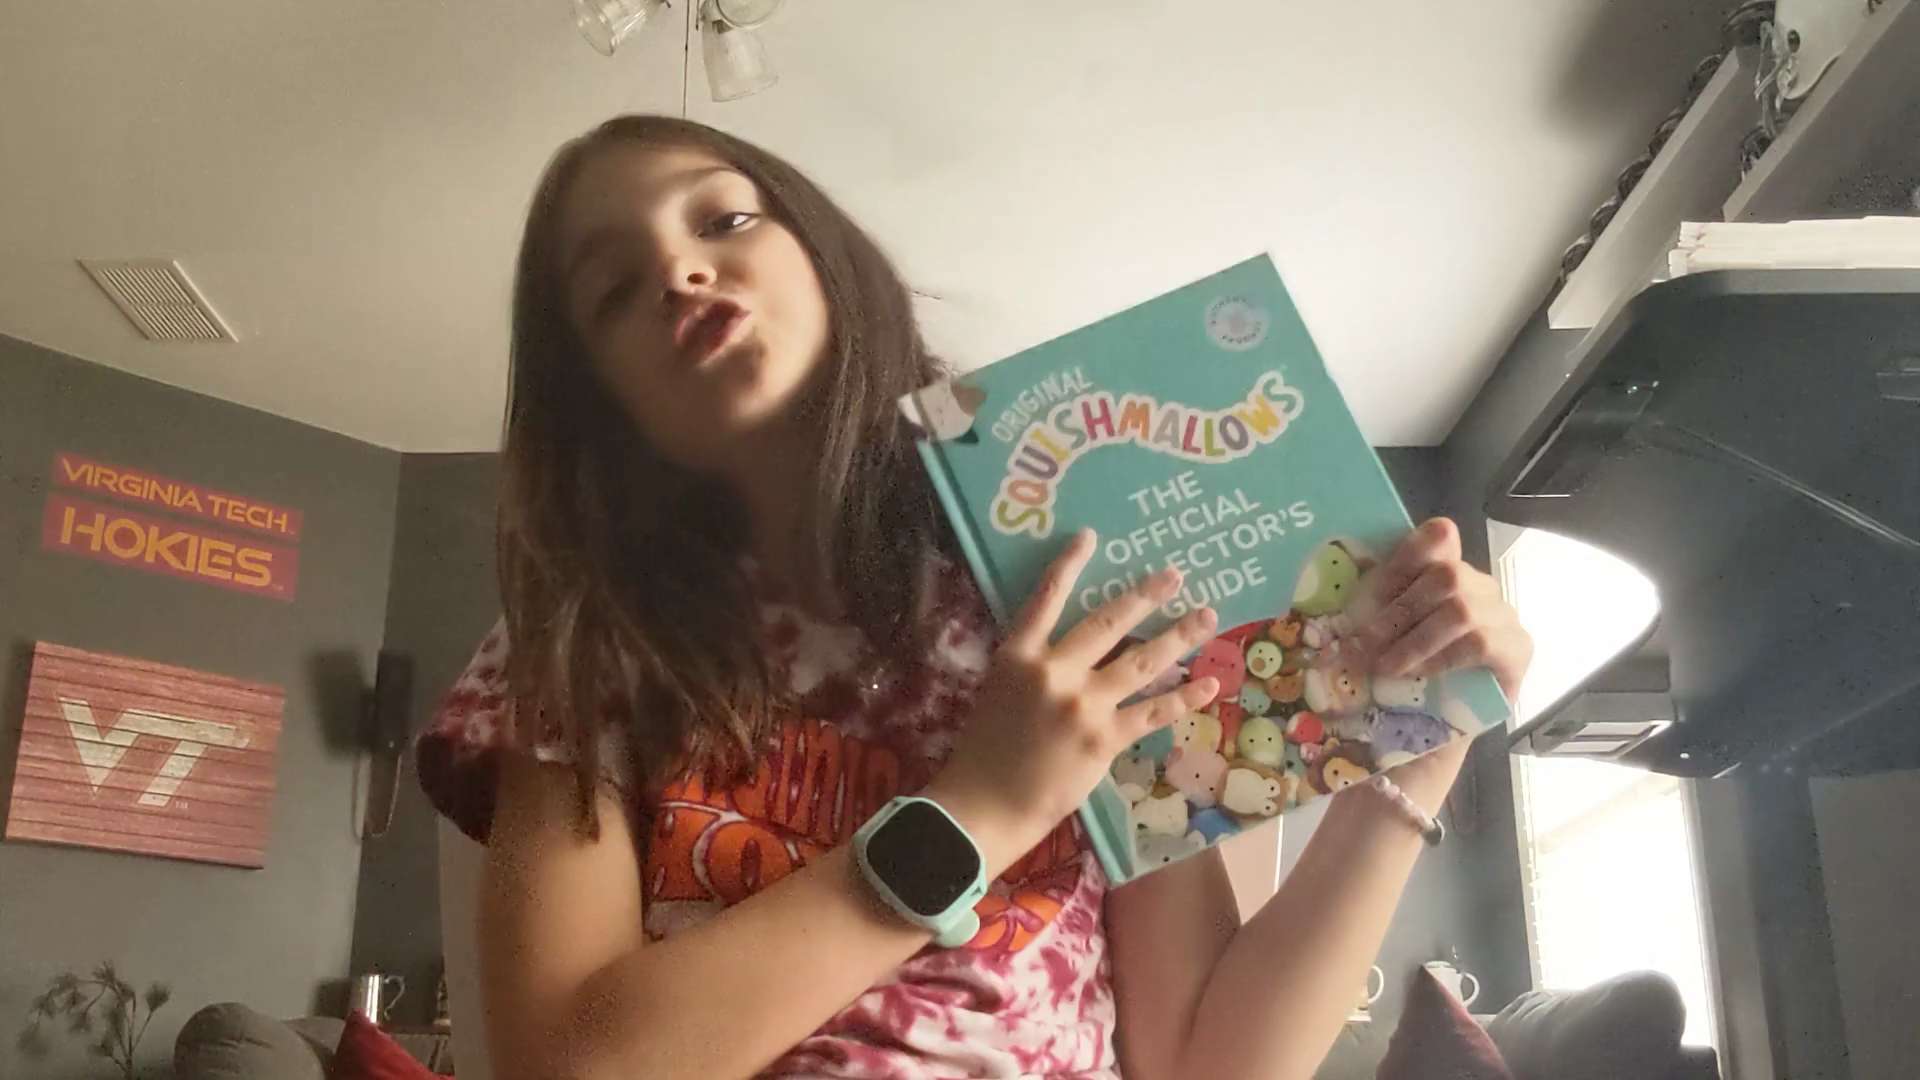 VIRGINIA TECH
HOKIES
VT
ORIGINAL
SQUISHMALLOWS
THE
OFFICIAL
COLLECTOR'S
GUIDE